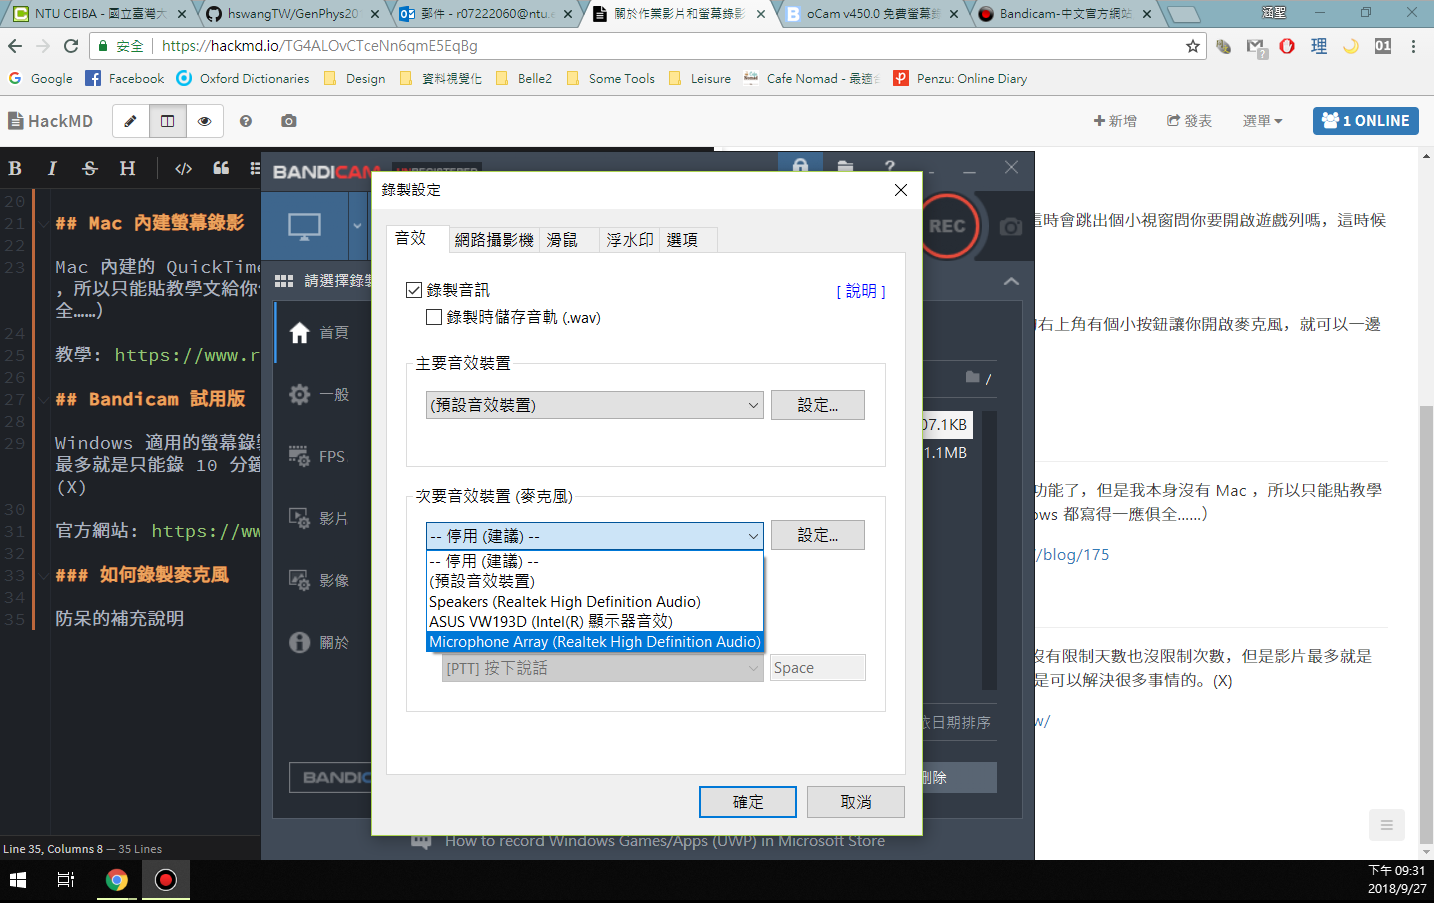 NTU CEIBA - 國立臺灣大
hswangTW/GenPhys20
郵件 - r07222060@ntu.e
關於作業影片和螢幕錄影
oCam v450.0 免費螢幕錄
Bandicam-中文官方網站
涵聖
安全
https://hackmd.io/TG4ALOvCTceNn6qmE5EqBg
01
Google
Facebook
Oxford Dictionaries
Design
資料視覺化
Belle2
Some Tools
Leisure
Cafe Nomad - 最適合
Penzu: Online Diary
HackMD
新增
發表
選單
1 ONLINE
20
21 ## Mac 內建螢幕錄影
22
23 Mac 內建的 QuickTime
，所以只能貼教學文給你
全……)
24
25 教學: https://www.r
26
27 ## Bandicam 試用版
28
29 Windows 適用的螢幕錄製
最多就是只能錄 10 分鐘
(X)
30
31 官方網站: https://ww
32
33 ### 如何錄製麥克風
34
35 防呆的補充說明
Line 35, Columns 8 — 35 Lines
BANDICAM
UNREGISTERED
REC
請選擇錄製
首頁
一般
FPS
影片
影像
關於
/
07.1KB
1.1MB
依日期排序
刪除
BANDIC
How to record Windows Games/Apps (UWP) in Microsoft Store
錄製設定
音效
網路攝影機
滑鼠
浮水印
選項
錄製音訊
[ 說明 ]
錄製時儲存音軌 (.wav)
主要音效裝置
(預設音效裝置)
設定...
次要音效裝置 (麥克風)
-- 停用 (建議) --
設定...
-- 停用 (建議) --
(預設音效裝置)
Speakers (Realtek High Definition Audio)
ASUS VW193D (Intel(R) 顯示器音效)
Microphone Array (Realtek High Definition Audio)
[PTT] 按下說話
Space
確定
取消
這時會跳出個小視窗問你要開啟遊戲列嗎，這時候
右上角有個小按鈕讓你開啟麥克風，就可以一邊
功能了，但是我本身沒有 Mac ，所以只能貼教學
ows 都寫得一應俱全……)
/blog/175
沒有限制天數也沒限制次數，但是影片最多就是
是可以解決很多事情的。(X)
w/
下午 09:31
2018/9/27